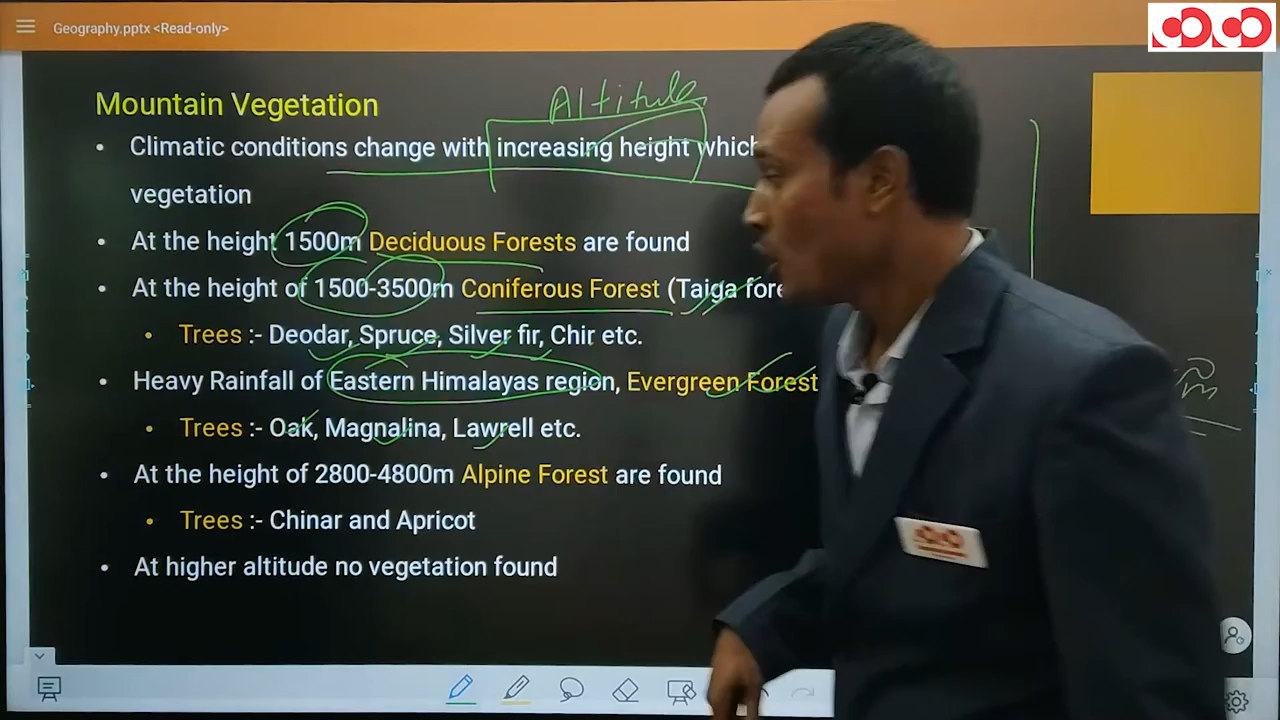 Geography.pptx <Read-only>
Altitude
Mountain Vegetation
• Climatic conditions change with increasing height which
vegetation
• At the height 1500m Deciduous Forests are found
• At the height of 1500-3500m Coniferous Forest (Taiga fore
• Trees :- Deodar, Spruce, Silver fir, Chir etc.
• Heavy Rainfall of Eastern Himalayas region, Evergreen Forest
• Trees :- Oak, Magnalina, Lawrell etc.
• At the height of 2800-4800m Alpine Forest are found
• Trees :- Chinar and Apricot
• At higher altitude no vegetation found